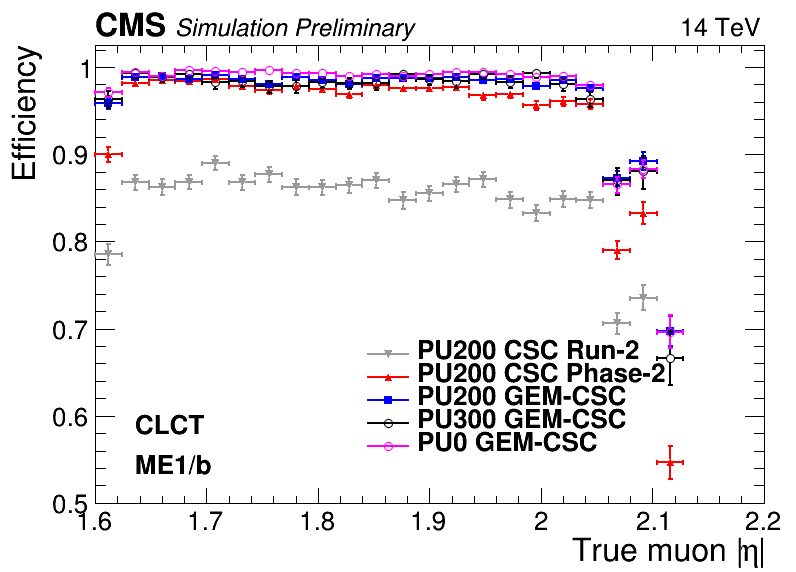 CMS Simulation Preliminary 14 TeV
Efficiency
1
0.9
0.8
0.7
0.6
0.5
PU200 CSC Run-2
PU200 CSC Phase-2
PU200 GEM-CSC
PU300 GEM-CSC
PU0 GEM-CSC
CLCT
ME1/b
1.6 1.7 1.8 1.9 2 2.1 2.2
True muon |η|